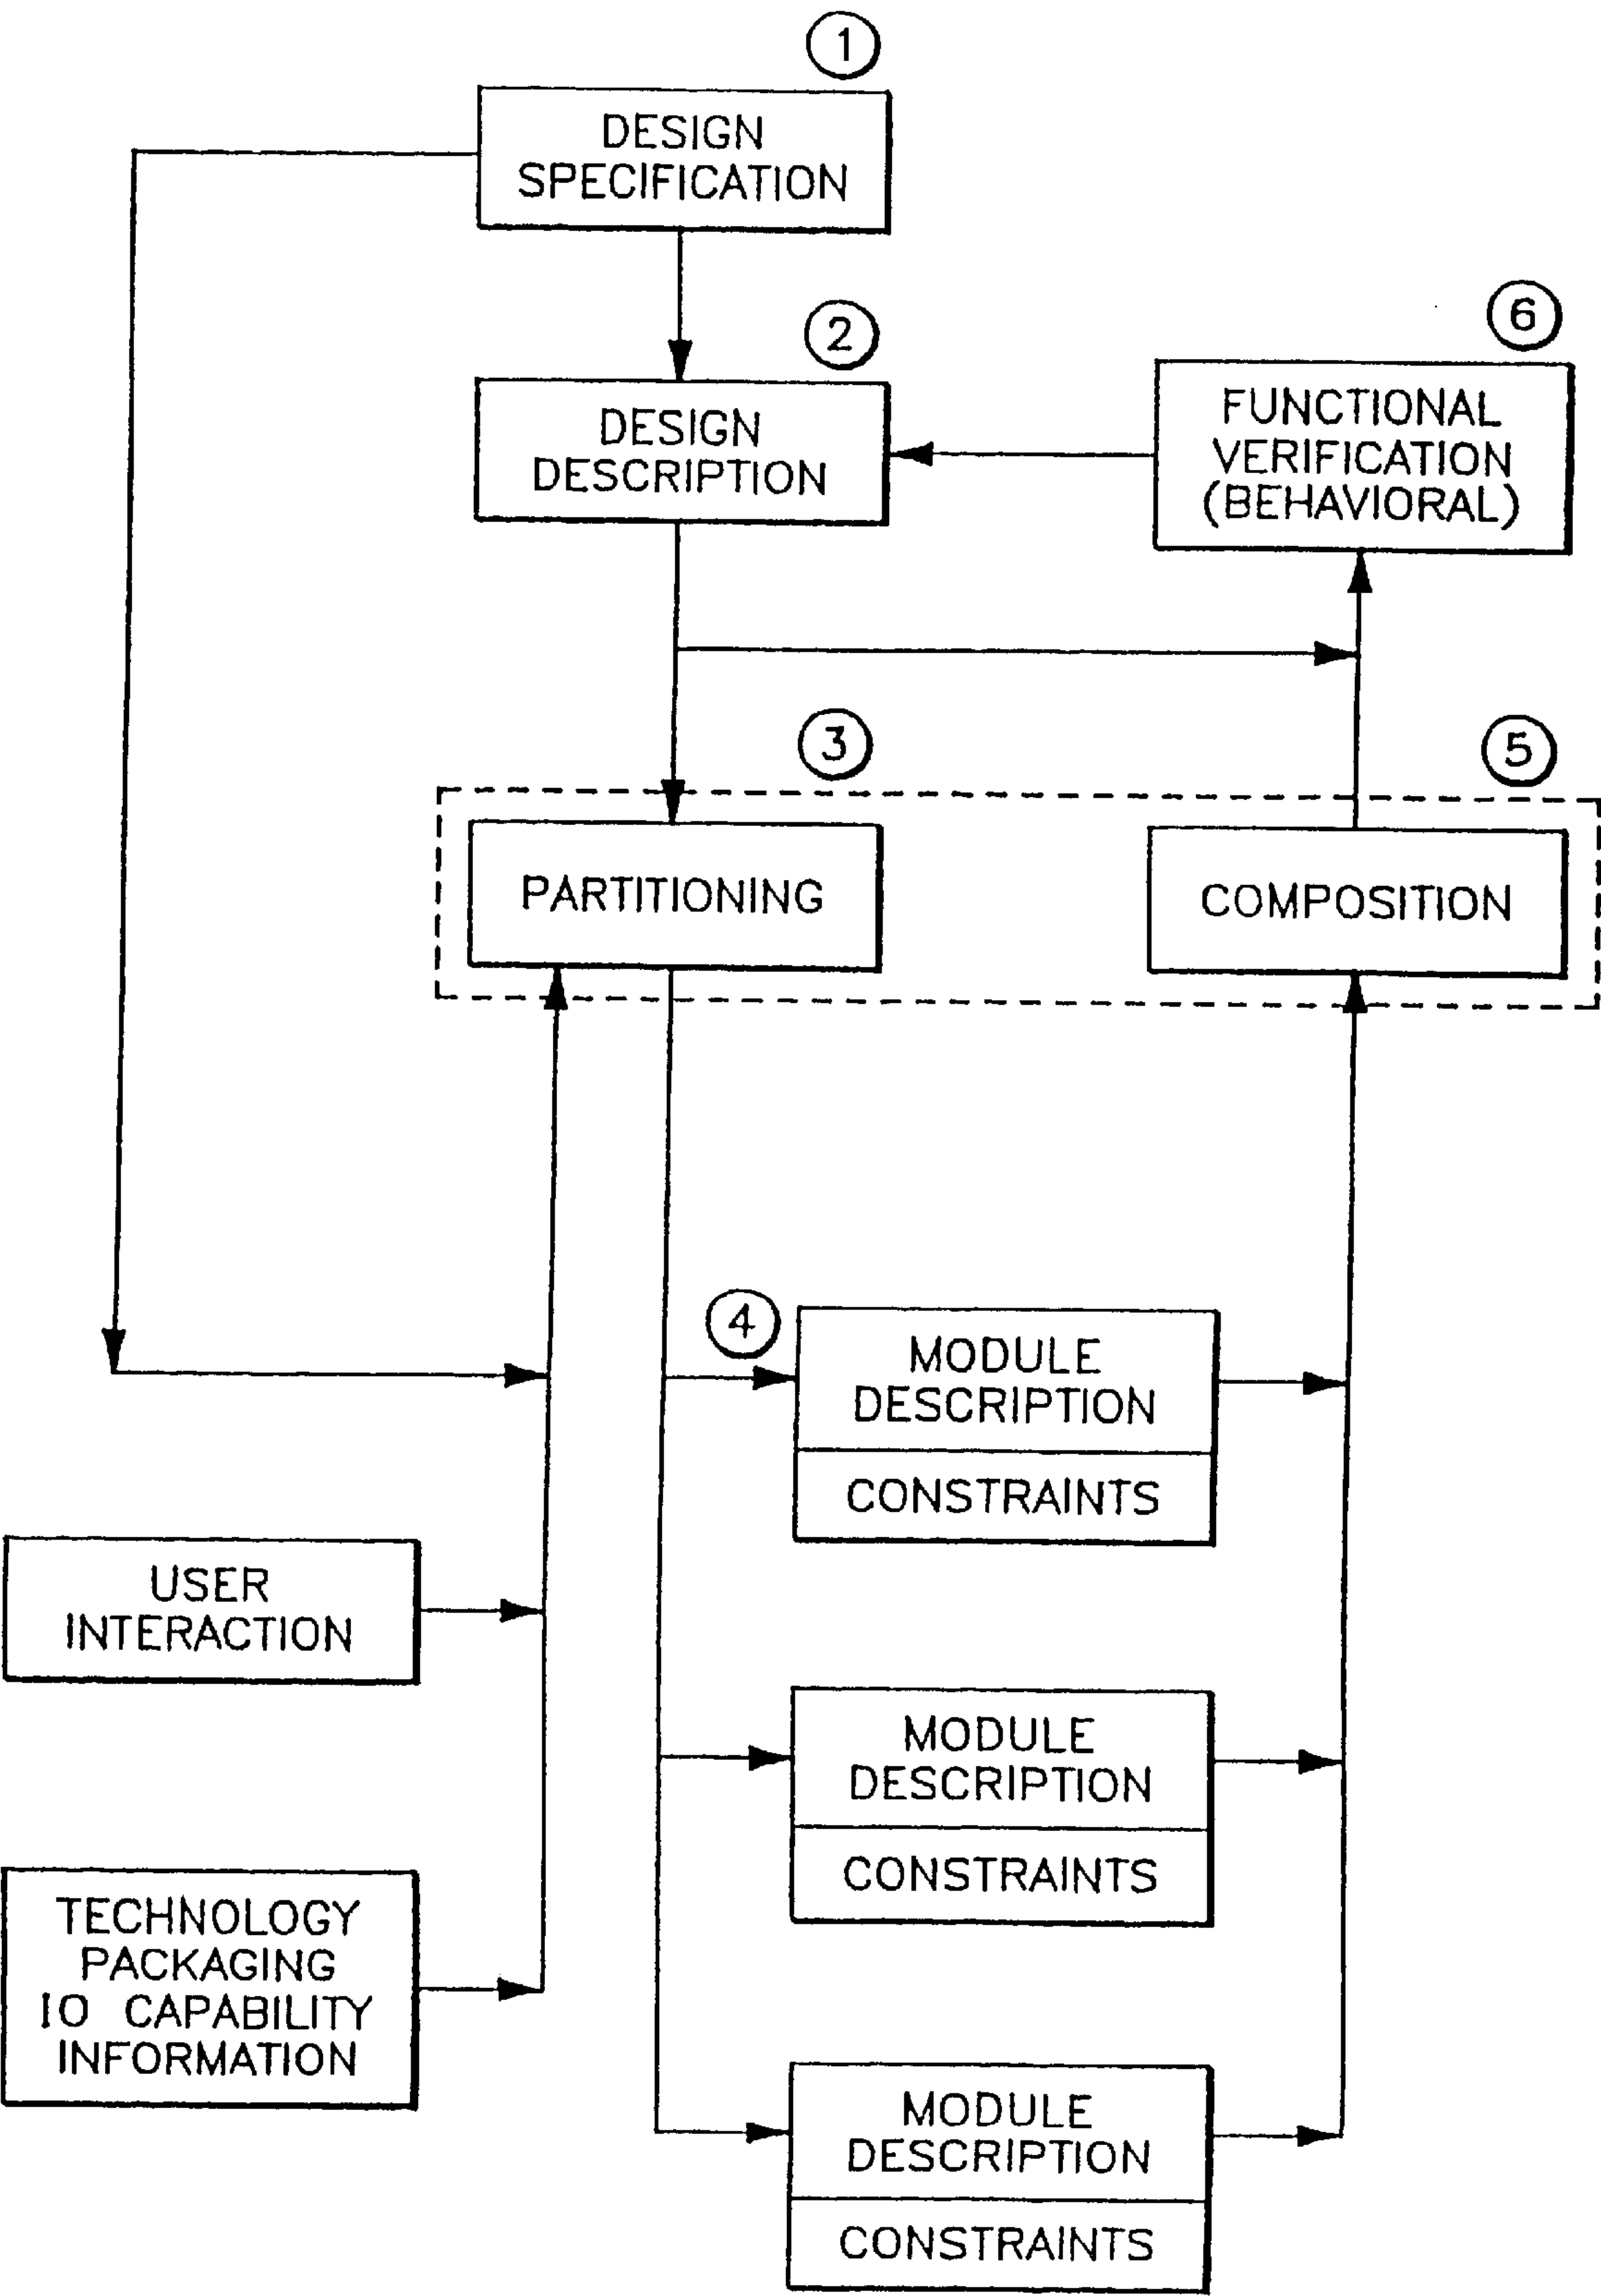 1
DESIGN
SPECIFICATION
2
DESIGN
DESCRIPTION
6
FUNCTIONAL
VERIFICATION
(BEHAVIORAL)
3
PARTITIONING
5
COMPOSITION
4
MODULE
DESCRIPTION
CONSTRAINTS
USER
INTERACTION
MODULE
DESCRIPTION
CONSTRAINTS
TECHNOLOGY
PACKAGING
IO CAPABILITY
INFORMATION
MODULE
DESCRIPTION
CONSTRAINTS